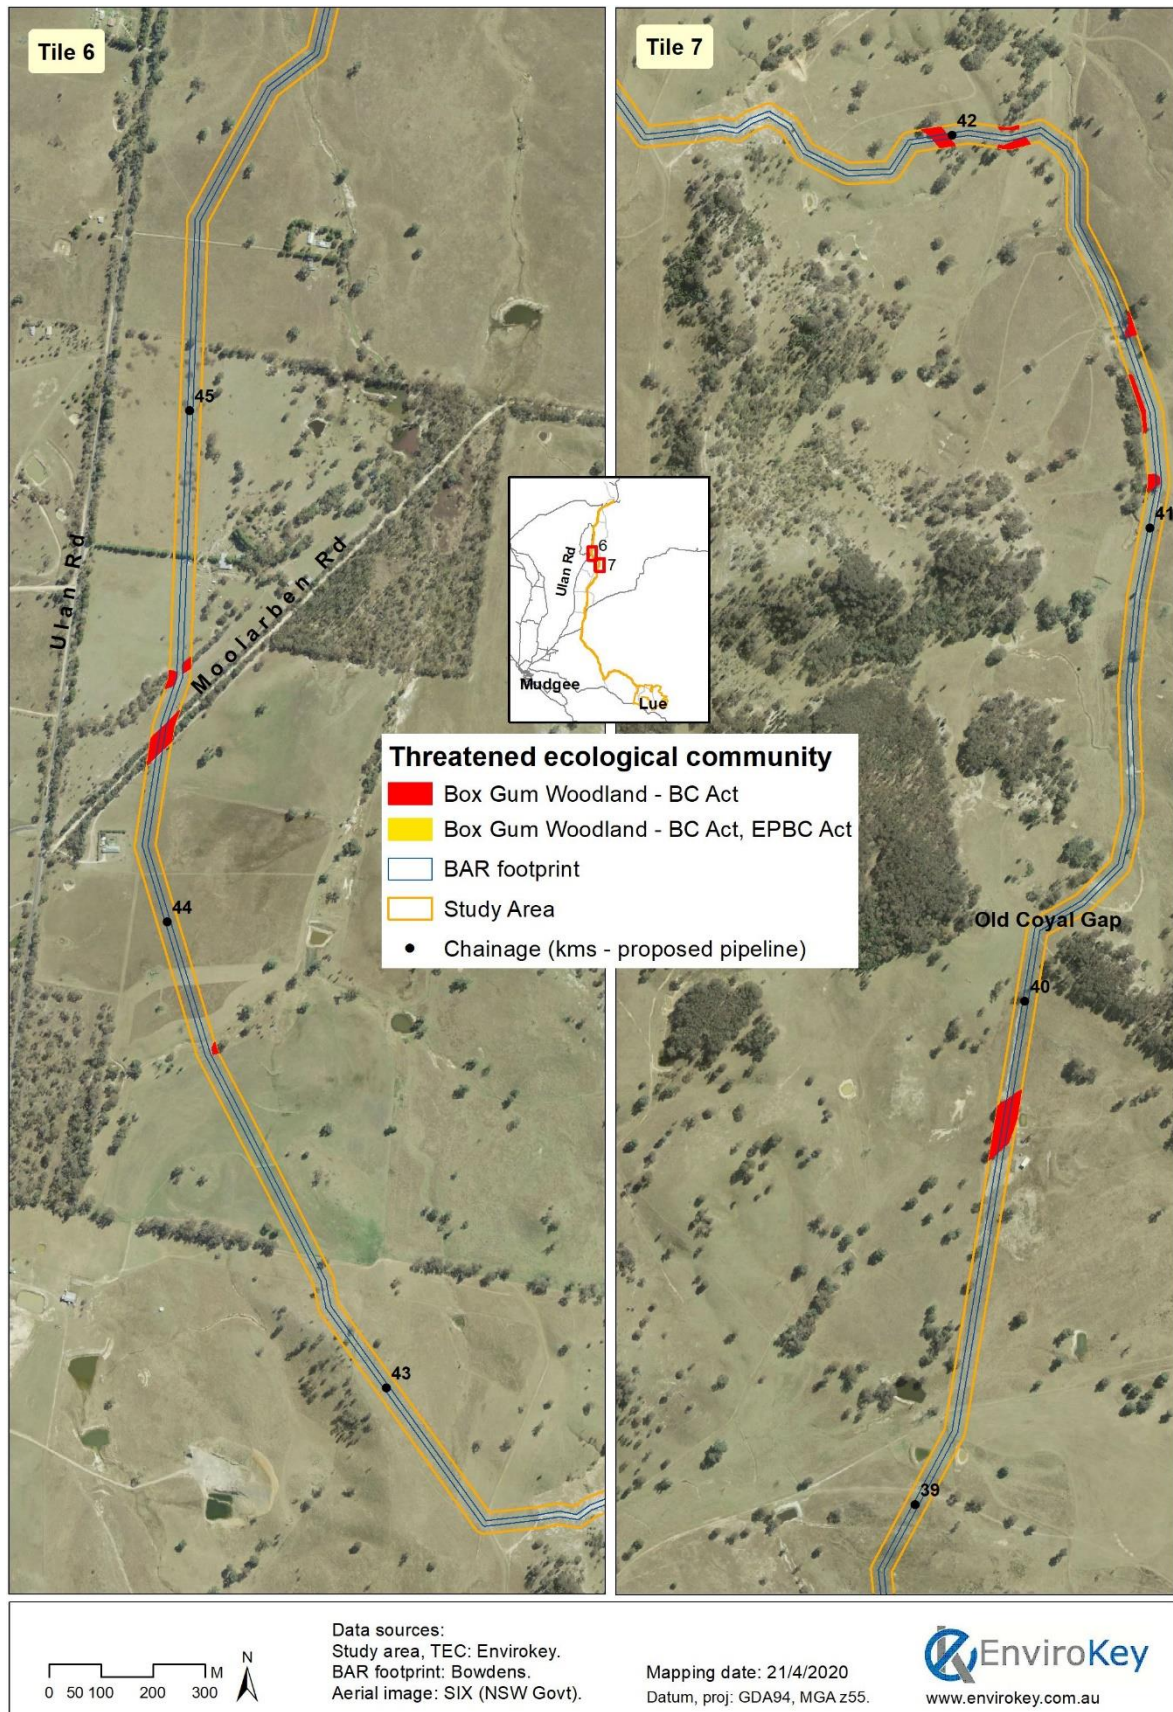 Tile 6
Tile 7
42
45
41
Ulan Rd
Moolarben Rd
Ulan Rd
6
7
Mudgee
Lue
Threatened ecological community
Box Gum Woodland - BC Act
Box Gum Woodland - BC Act, EPBC Act
BAR footprint
Study Area
Chainage (kms - proposed pipeline)
44
Old Coyal Gap
40
43
39
0 50 100 200 300 M
N
Data sources:
Study area, TEC: Envirokey.
BAR footprint: Bowdens.
Aerial image: SIX (NSW Govt).
Mapping date: 21/4/2020
Datum, proj: GDA94, MGA z55.
EnviroKey
www.envirokey.com.au